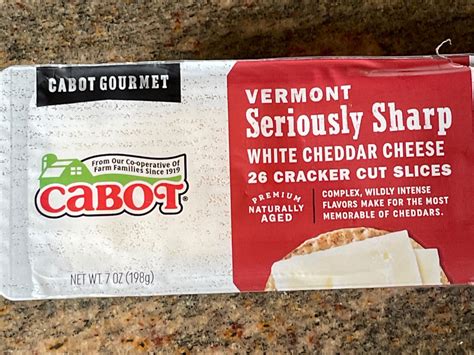 CABOT GOURMET
From Our Co-operative Of
Farm Families Since 1919
CABOT®
NET WT. 7 OZ (198g)
VERMONT
Seriously Sharp
WHITE CHEDDAR CHEESE
26 CRACKER CUT SLICES
PREMIUM
NATURALLY
AGED
COMPLEX, WILDLY INTENSE
FLAVORS MAKE FOR THE MOST
MEMORABLE OF CHEDDARS.